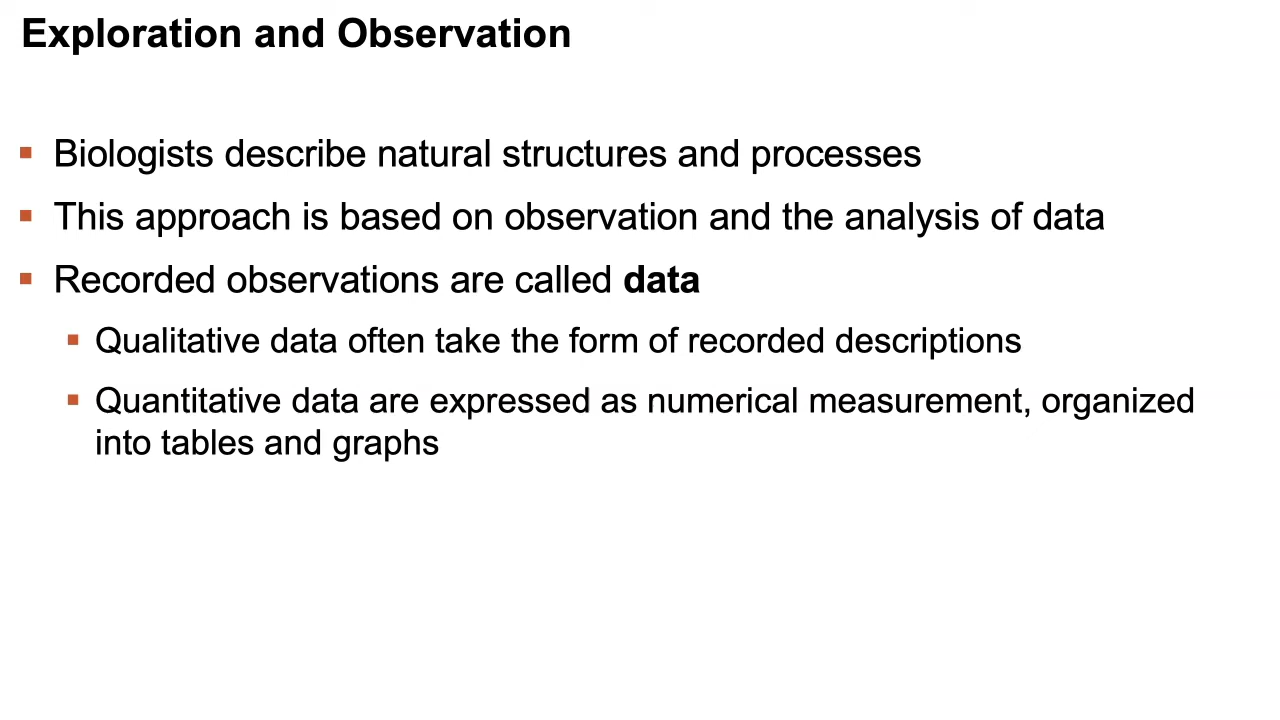 Exploration and Observation
▪ Biologists describe natural structures and processes
▪ This approach is based on observation and the analysis of data
▪ Recorded observations are called data
▪ Qualitative data often take the form of recorded descriptions
▪ Quantitative data are expressed as numerical measurement, organized
into tables and graphs